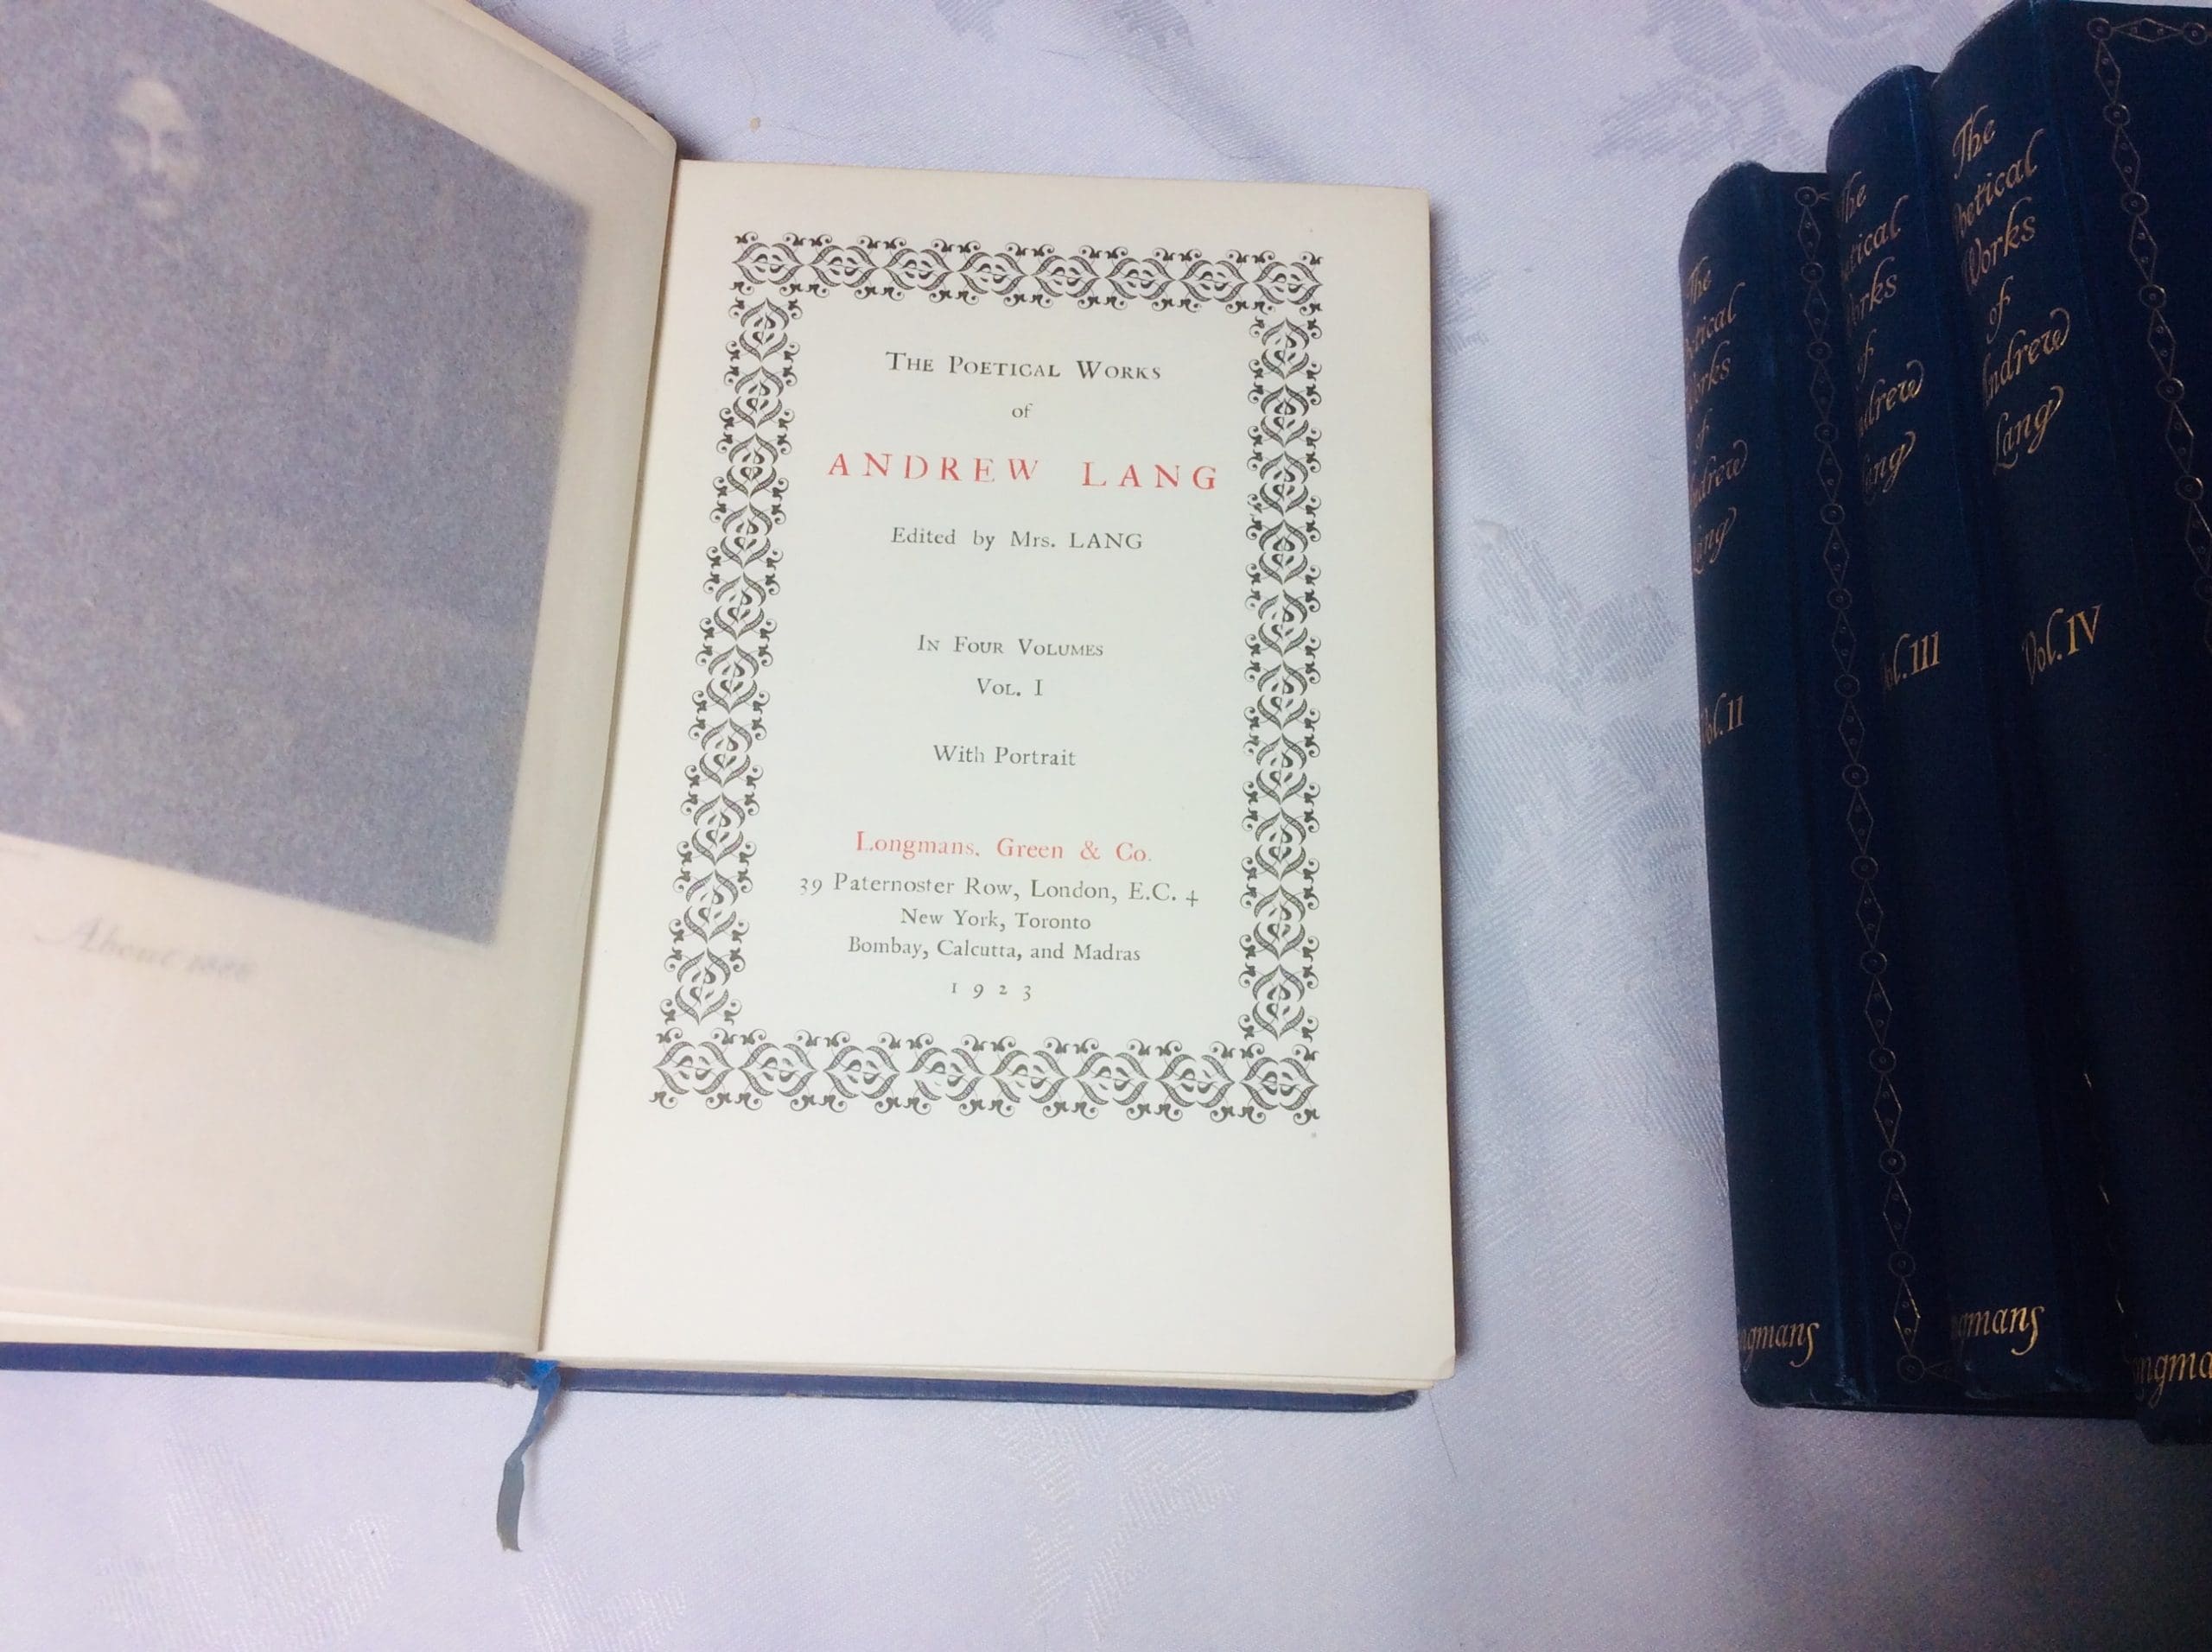 About
The Poetical Works
of
ANDREW LANG
Edited by Mrs. LANG
In Four Volumes
Vol. I
With Portrait
Longmans, Green & Co.
39 Paternoster Row, London, E.C. 4
New York, Toronto
Bombay, Calcutta, and Madras
1923
The
Poetical
Works
of
Andrew
Lang
Vol. II
Longmans
The
Poetical
Works
of
Andrew
Lang
Vol. III
Longmans
The
Poetical
Works
of
Andrew
Lang
Vol. IV
Longmans